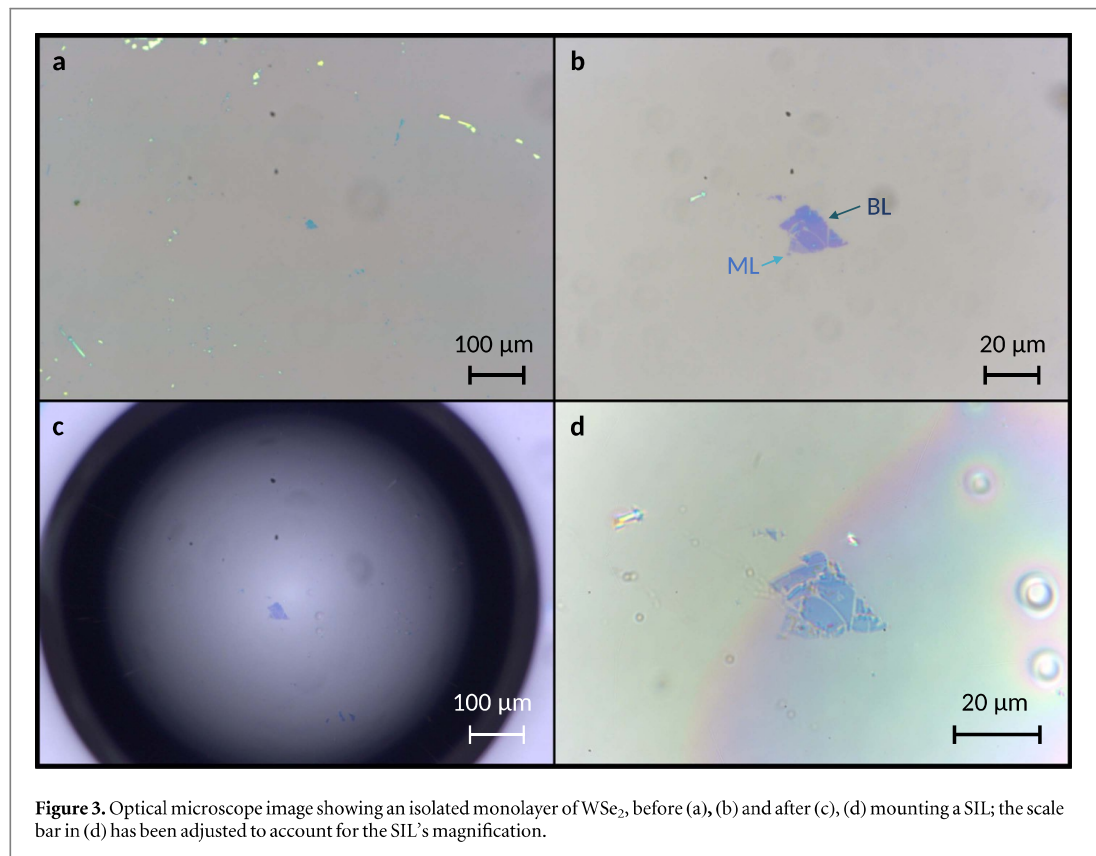 a
b
BL
ML
100 µm
20 µm
c
d
100 µm
20 µm
Figure 3. Optical microscope image showing an isolated monolayer of WSe₂, before (a), (b) and after (c), (d) mounting a SIL; the scale
bar in (d) has been adjusted to account for the SIL's magnification.